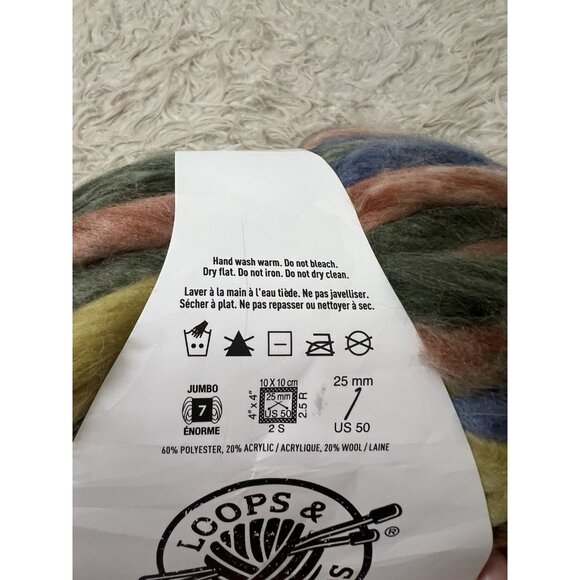 Hand wash warm. Do not bleach.
Dry flat. Do not iron. Do not dry clean.
Laver à la main à l'eau tiède. Ne pas javelliser.
Sécher à plat. Ne pas repasser ou nettoyer à sec.
JUMBO
7
ÉNORME
10 X 10 cm
4" x 4"
25 mm
US 50
2.5 R
2 S
25 mm
US 50
60% POLYESTER, 20% ACRYLIC / ACRYLIQUE, 20% WOOL / LAINE
LOOPS &
®